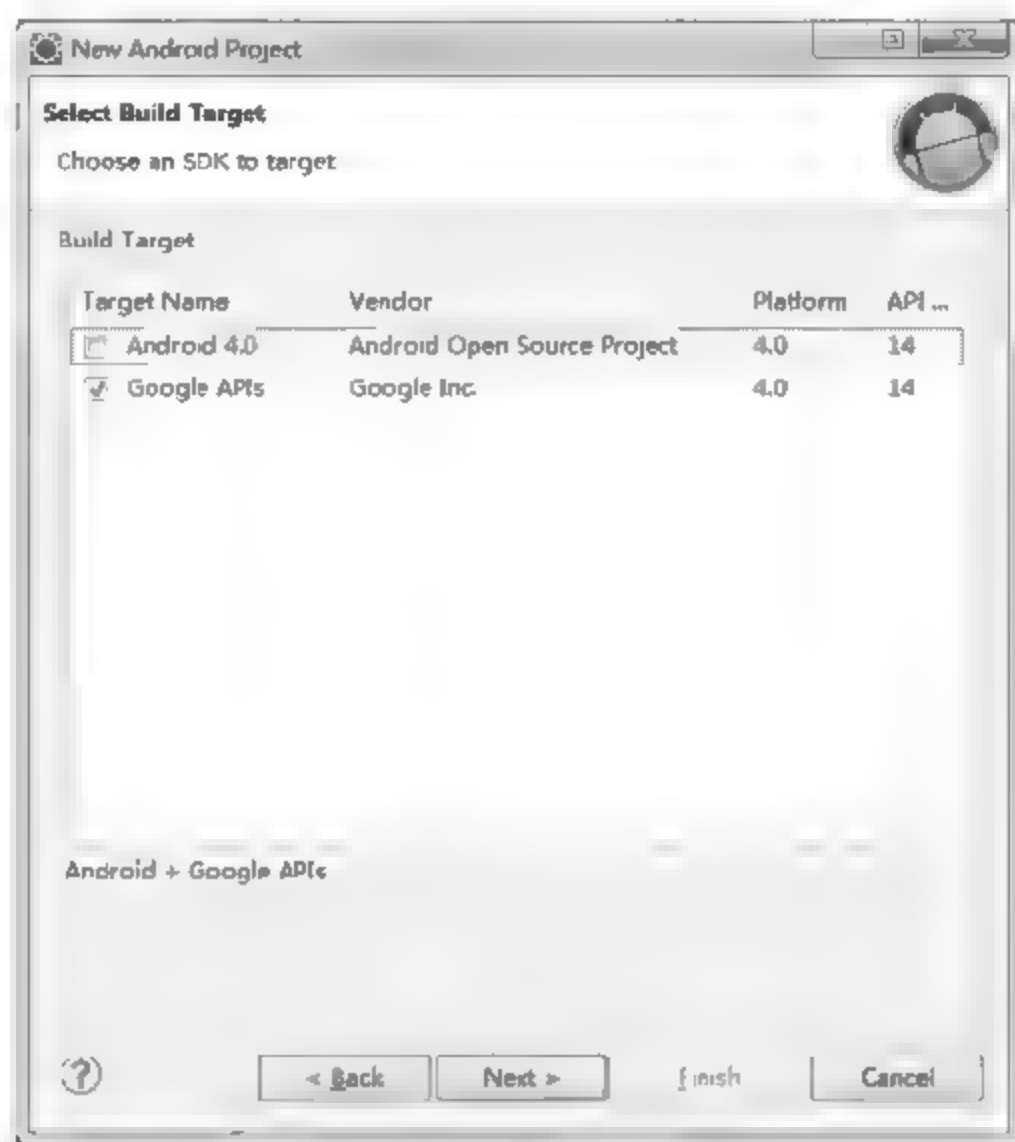 New Android Project
Select Build Target
Choose an SDK to target
Build Target
Target Name Vendor Platform API ...
Android 4.0 Android Open Source Project 4.0 14
Google APIs Google Inc. 4.0 14
Android + Google APIs
< Back Next > Finish Cancel